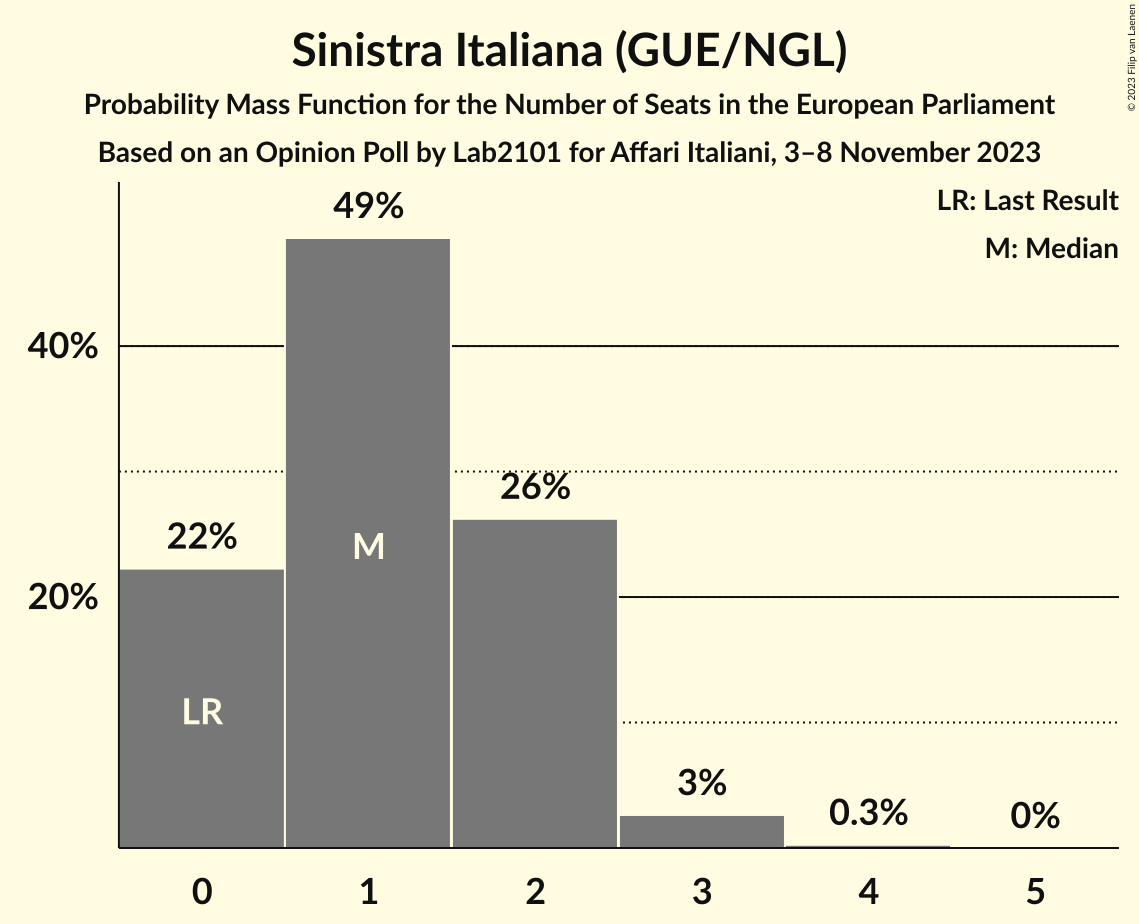 Sinistra Italiana (GUE/NGL)
Probability Mass Function for the Number of Seats in the European Parliament
Based on an Opinion Poll by Lab2101 for Affari Italiani, 3–8 November 2023
© 2023 Filip van Laenen
LR: Last Result
M: Median
49%
40%
26%
22%
20%
M
LR
3%
0.3%
0%
0 1 2 3 4 5